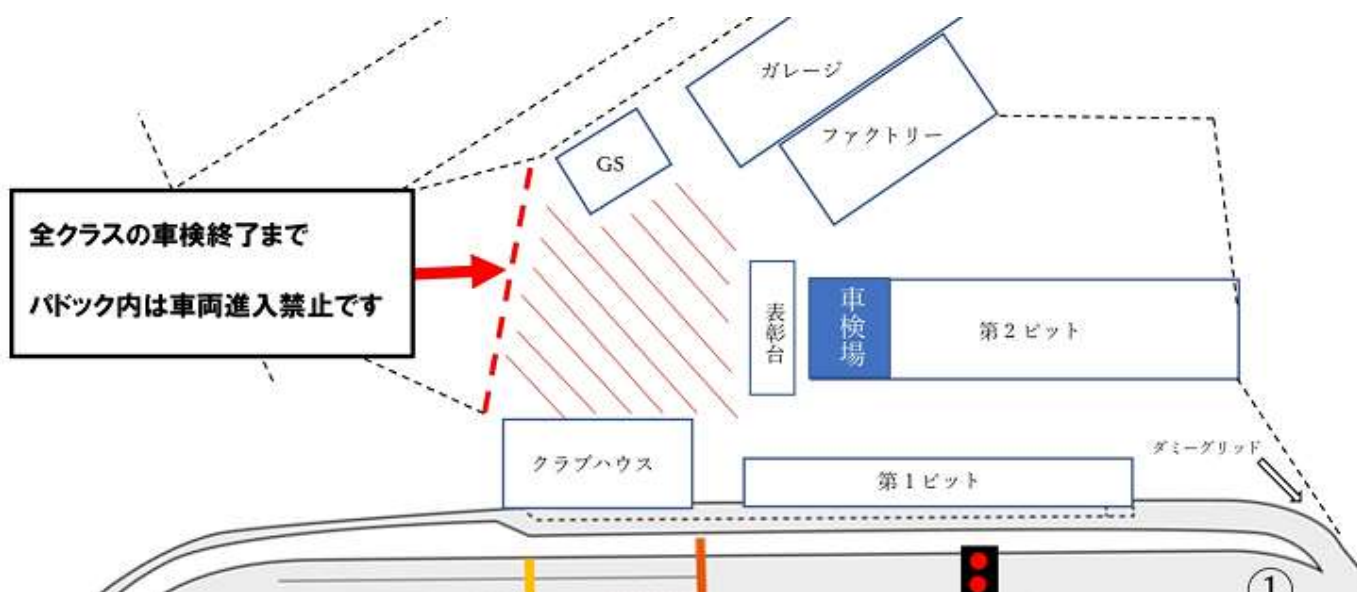 ガレージ
ファクトリー
GS
全クラスの車検終了まで
パドック内は車両進入禁止です
表彰台
車検場
第2ピット
ダミーグリッド
クラブハウス
第1ピット
①